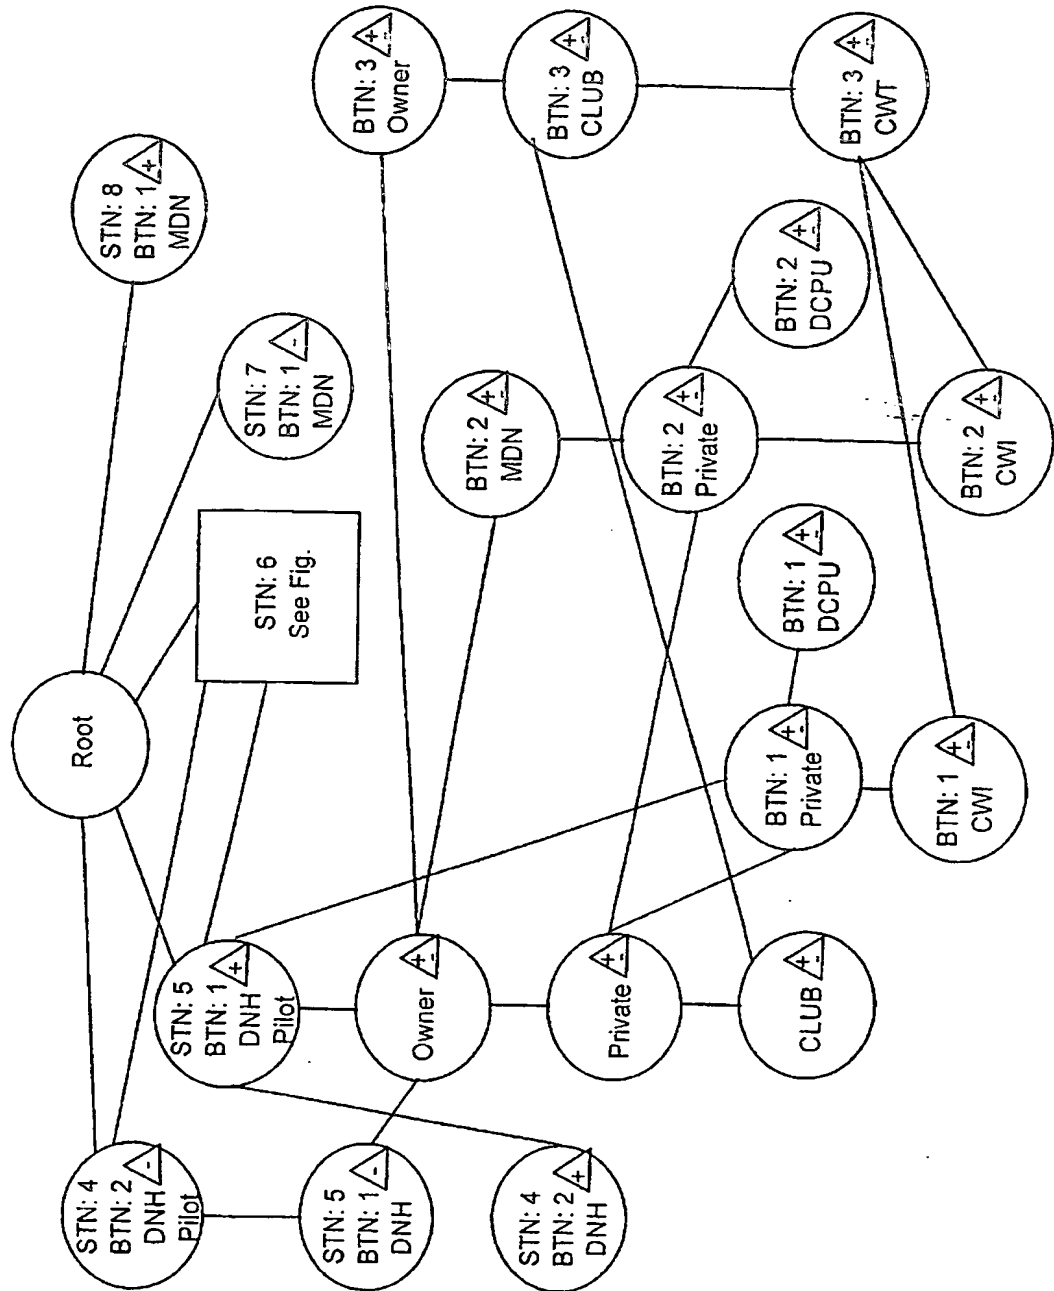 Root
STN: 4
BTN: 2 -
DNH
Pilot
STN: 5
BTN: 1 +
DNH
Pilot
STN: 6
See Fig.
STN: 7
BTN: 1 -
MDN
STN: 8
BTN: 1 +
MDN
STN: 5
BTN: 1 -
DNH
Owner +-
BTN: 2 +-
MDN
BTN: 3 +-
Owner
STN: 4
BTN: 2 +
DNH
Private +-
BTN: 2 +-
Private
BTN: 3 +-
CLUB
CLUB +-
BTN: 1 +-
Private
BTN: 1 +-
DCPU
BTN: 2 +-
DCPU
BTN: 3 +-
CWT
BTN: 1 +-
CWI
BTN: 2 +-
CWI